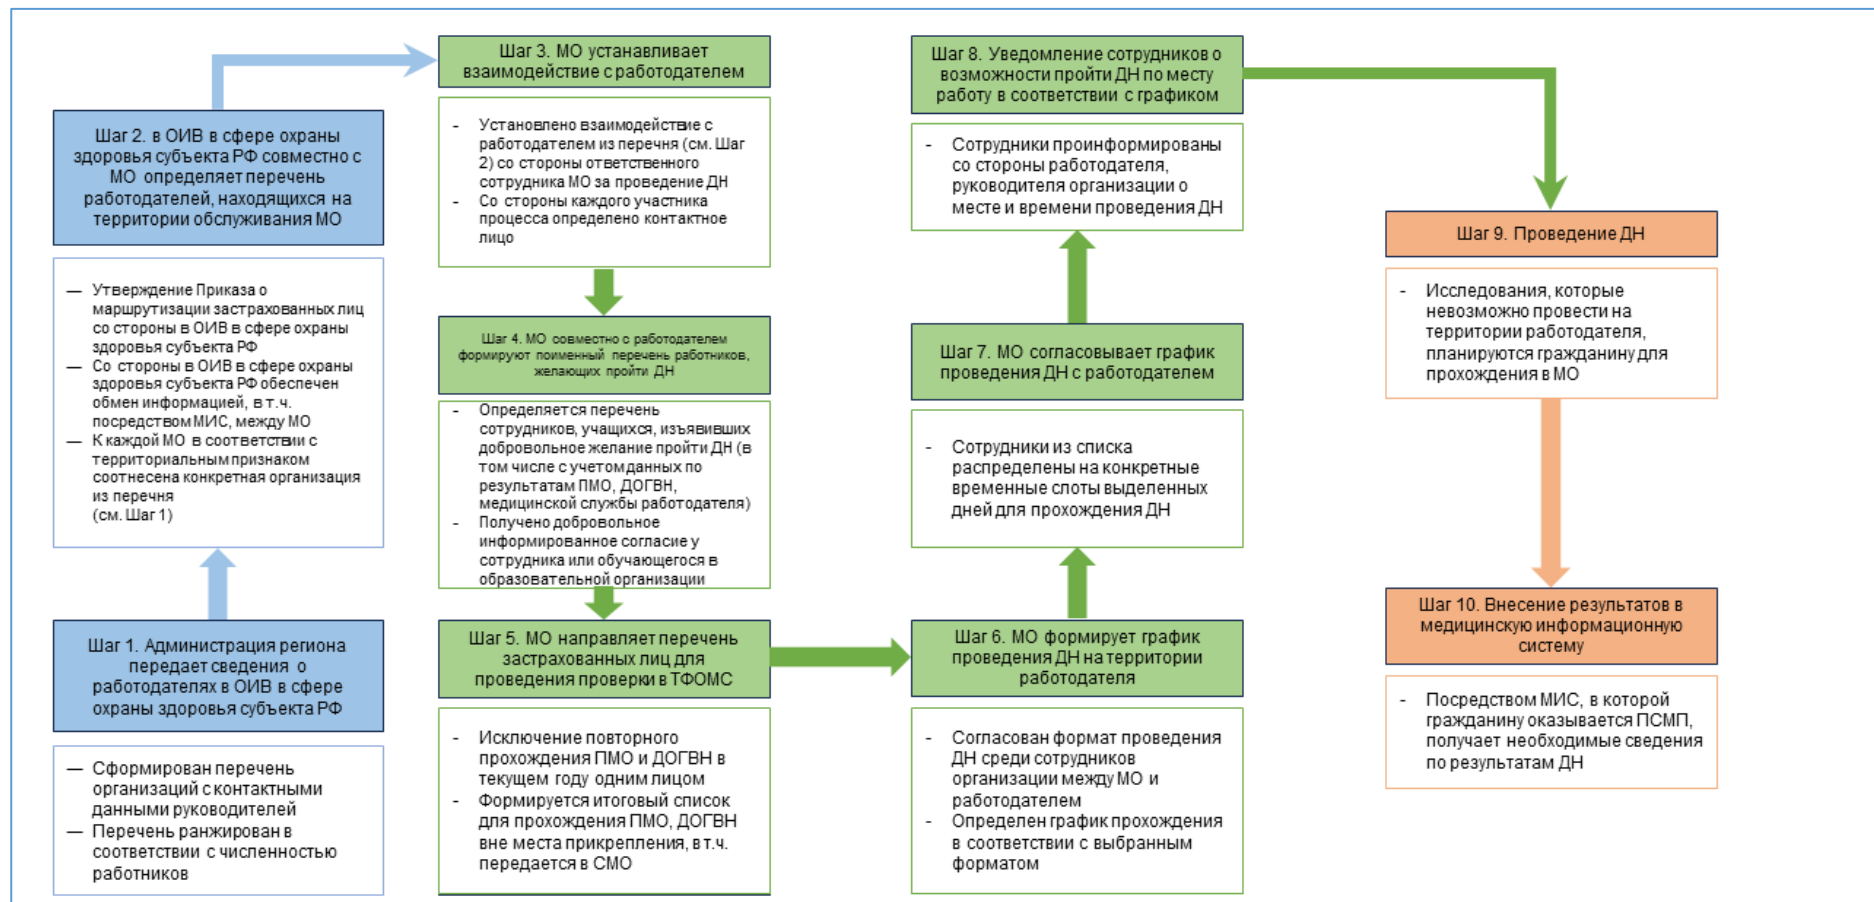 Шаг 1. Администрация региона
передает сведения о
работодателях в ОИВ в сфере
охраны здоровья субъекта РФ
— Сформирован перечень
организаций с контактными
данными руководителей
— Перечень ранжирован в
соответствии с численностью
работников
Шаг 2. в ОИВ в сфере охраны
здоровья субъекта РФ совместно с
МО определяет перечень
работодателей, находящихся на
территории обслуживания МО
— Утверждение Приказа о
маршрутизации застрахованных лиц
со стороны в ОИВ в сфере охраны
здоровья субъекта РФ
— Со стороны в ОИВ в сфере охраны
здоровья субъекта РФ обеспечен
обмен информацией, в т.ч.
посредством МИС, между МО
— К каждой МО в соответствии с
территориальным признаком
соотнесена конкретная организация
из перечня
(см. Шаг 1)
Шаг 3. МО устанавливает
взаимодействие с работодателем
- Установлено взаимодействие с
работодателем из перечня (см. Шаг
2) со стороны ответственного
сотрудника МО за проведение ДН
- Со стороны каждого участника
процесса определено контактное
лицо
Шаг 4. МО совместно с работодателем
формируют поименный перечень работников,
желающих пройти ДН
- Определяется перечень
сотрудников, учащихся, изъявивших
добровольное желание пройти ДН (в
том числе с учетом данных по
результатам ПМО, ДОГВН,
медицинской службы работодателя)
- Получено добровольное
информированное согласие у
сотрудника или обучающегося в
образовательной организации
Шаг 5. МО направляет перечень
застрахованных лиц для
проведения проверки в ТФОМС
- Исключение повторного
прохождения ПМО и ДОГВН в
текущем году одним лицом
- Формируется итоговый список
для прохождения ПМО, ДОГВН
вне места прикрепления, в т.ч.
передается в СМО
Шаг 6. МО формирует график
проведения ДН на территории
работодателя
- Согласован формат проведения
ДН среди сотрудников
организации между МО и
работодателем
- Определен график прохождения
в соответствии с выбранным
форматом
Шаг 7. МО согласовывает график
проведения ДН с работодателем
- Сотрудники из списка
распределены на конкретные
временные слоты выделенных
дней для прохождения ДН
Шаг 8. Уведомление сотрудников о
возможности пройти ДН по месту
работу в соответствии с графиком
- Сотрудники проинформированы
со стороны работодателя,
руководителя организации о
месте и времени проведения ДН
Шаг 9. Проведение ДН
- Исследования, которые
невозможно провести на
территории работодателя,
планируются гражданину для
прохождения в МО
Шаг 10. Внесение результатов в
медицинскую информационную
систему
- Посредством МИС, в которой
гражданину оказывается ПСМП,
получает необходимые сведения
по результатам ДН